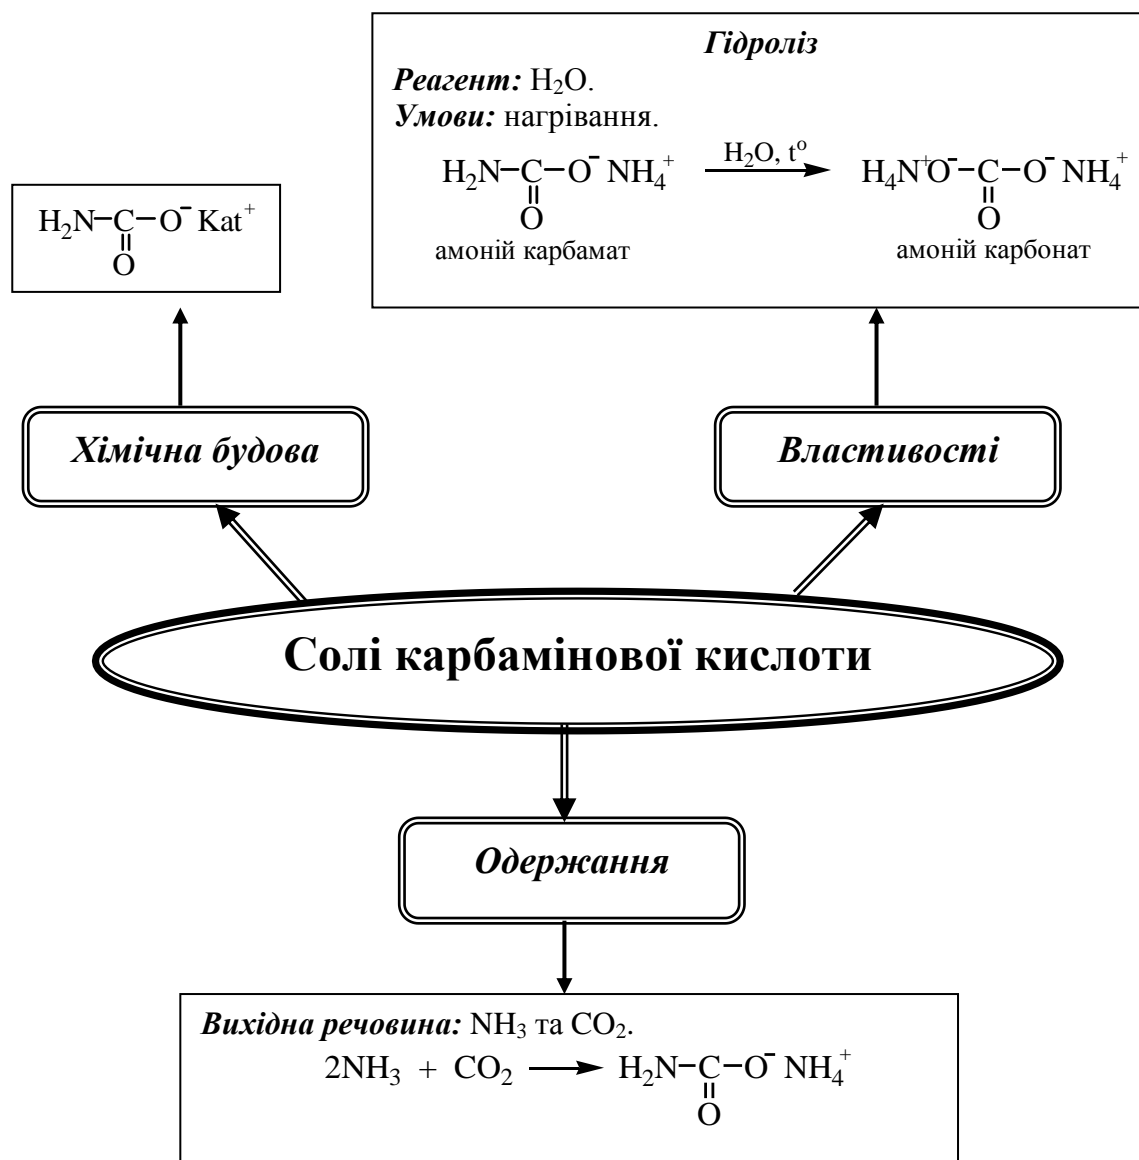 Гідроліз
Реагент: H₂O.
Умови: нагрівання.
H₂N−C−O⁻ NH₄⁺ H₂O, tᵒ H₄N⁺O⁻−C−O⁻ NH₄⁺
O O
амоній карбамат амоній карбонат
H₂N−C−O⁻ Kat⁺
O
Хімічна будова
Властивості
Солі карбамінової кислоти
Одержання
Вихідна речовина: NH₃ та CO₂.
2NH₃ + CO₂ → H₂N−C−O⁻ NH₄⁺
O